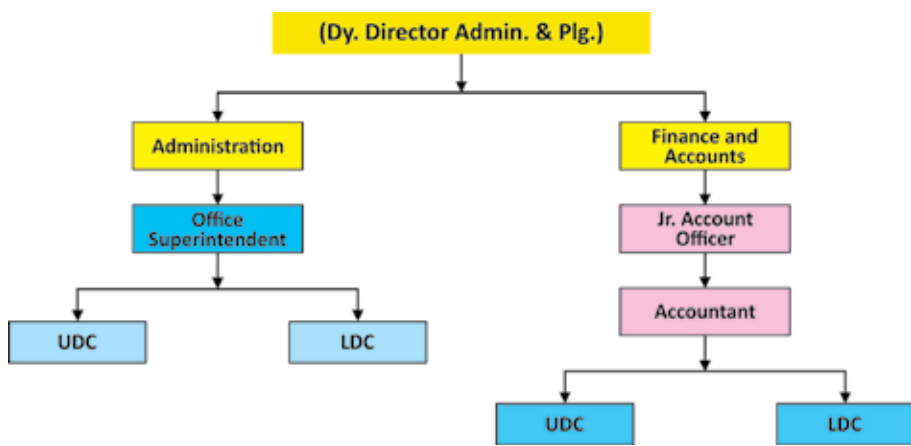 (Dy. Director Admin. & Plg.)
Administration
Finance and
Accounts
Office
Superintendent
Jr. Account
Officer
UDC
LDC
Accountant
UDC
LDC